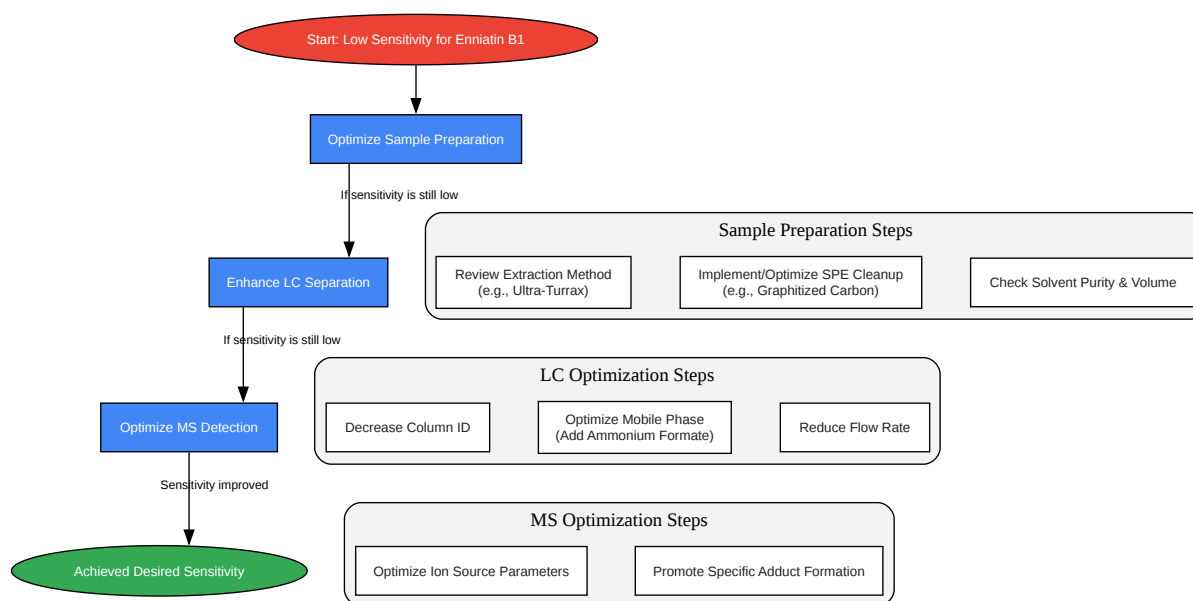 Start: Low Sensitivity for Enniatin B1
Optimize Sample Preparation
If sensitivity is still low
Sample Preparation Steps
Review Extraction Method
(e.g., Ultra-Turrax)
Implement/Optimize SPE Cleanup
(e.g., Graphitized Carbon)
Check Solvent Purity & Volume
Enhance LC Separation
If sensitivity is still low
LC Optimization Steps
Decrease Column ID
Optimize Mobile Phase
(Add Ammonium Formate)
Reduce Flow Rate
Optimize MS Detection
Sensitivity improved
MS Optimization Steps
Optimize Ion Source Parameters
Promote Specific Adduct Formation
Achieved Desired Sensitivity